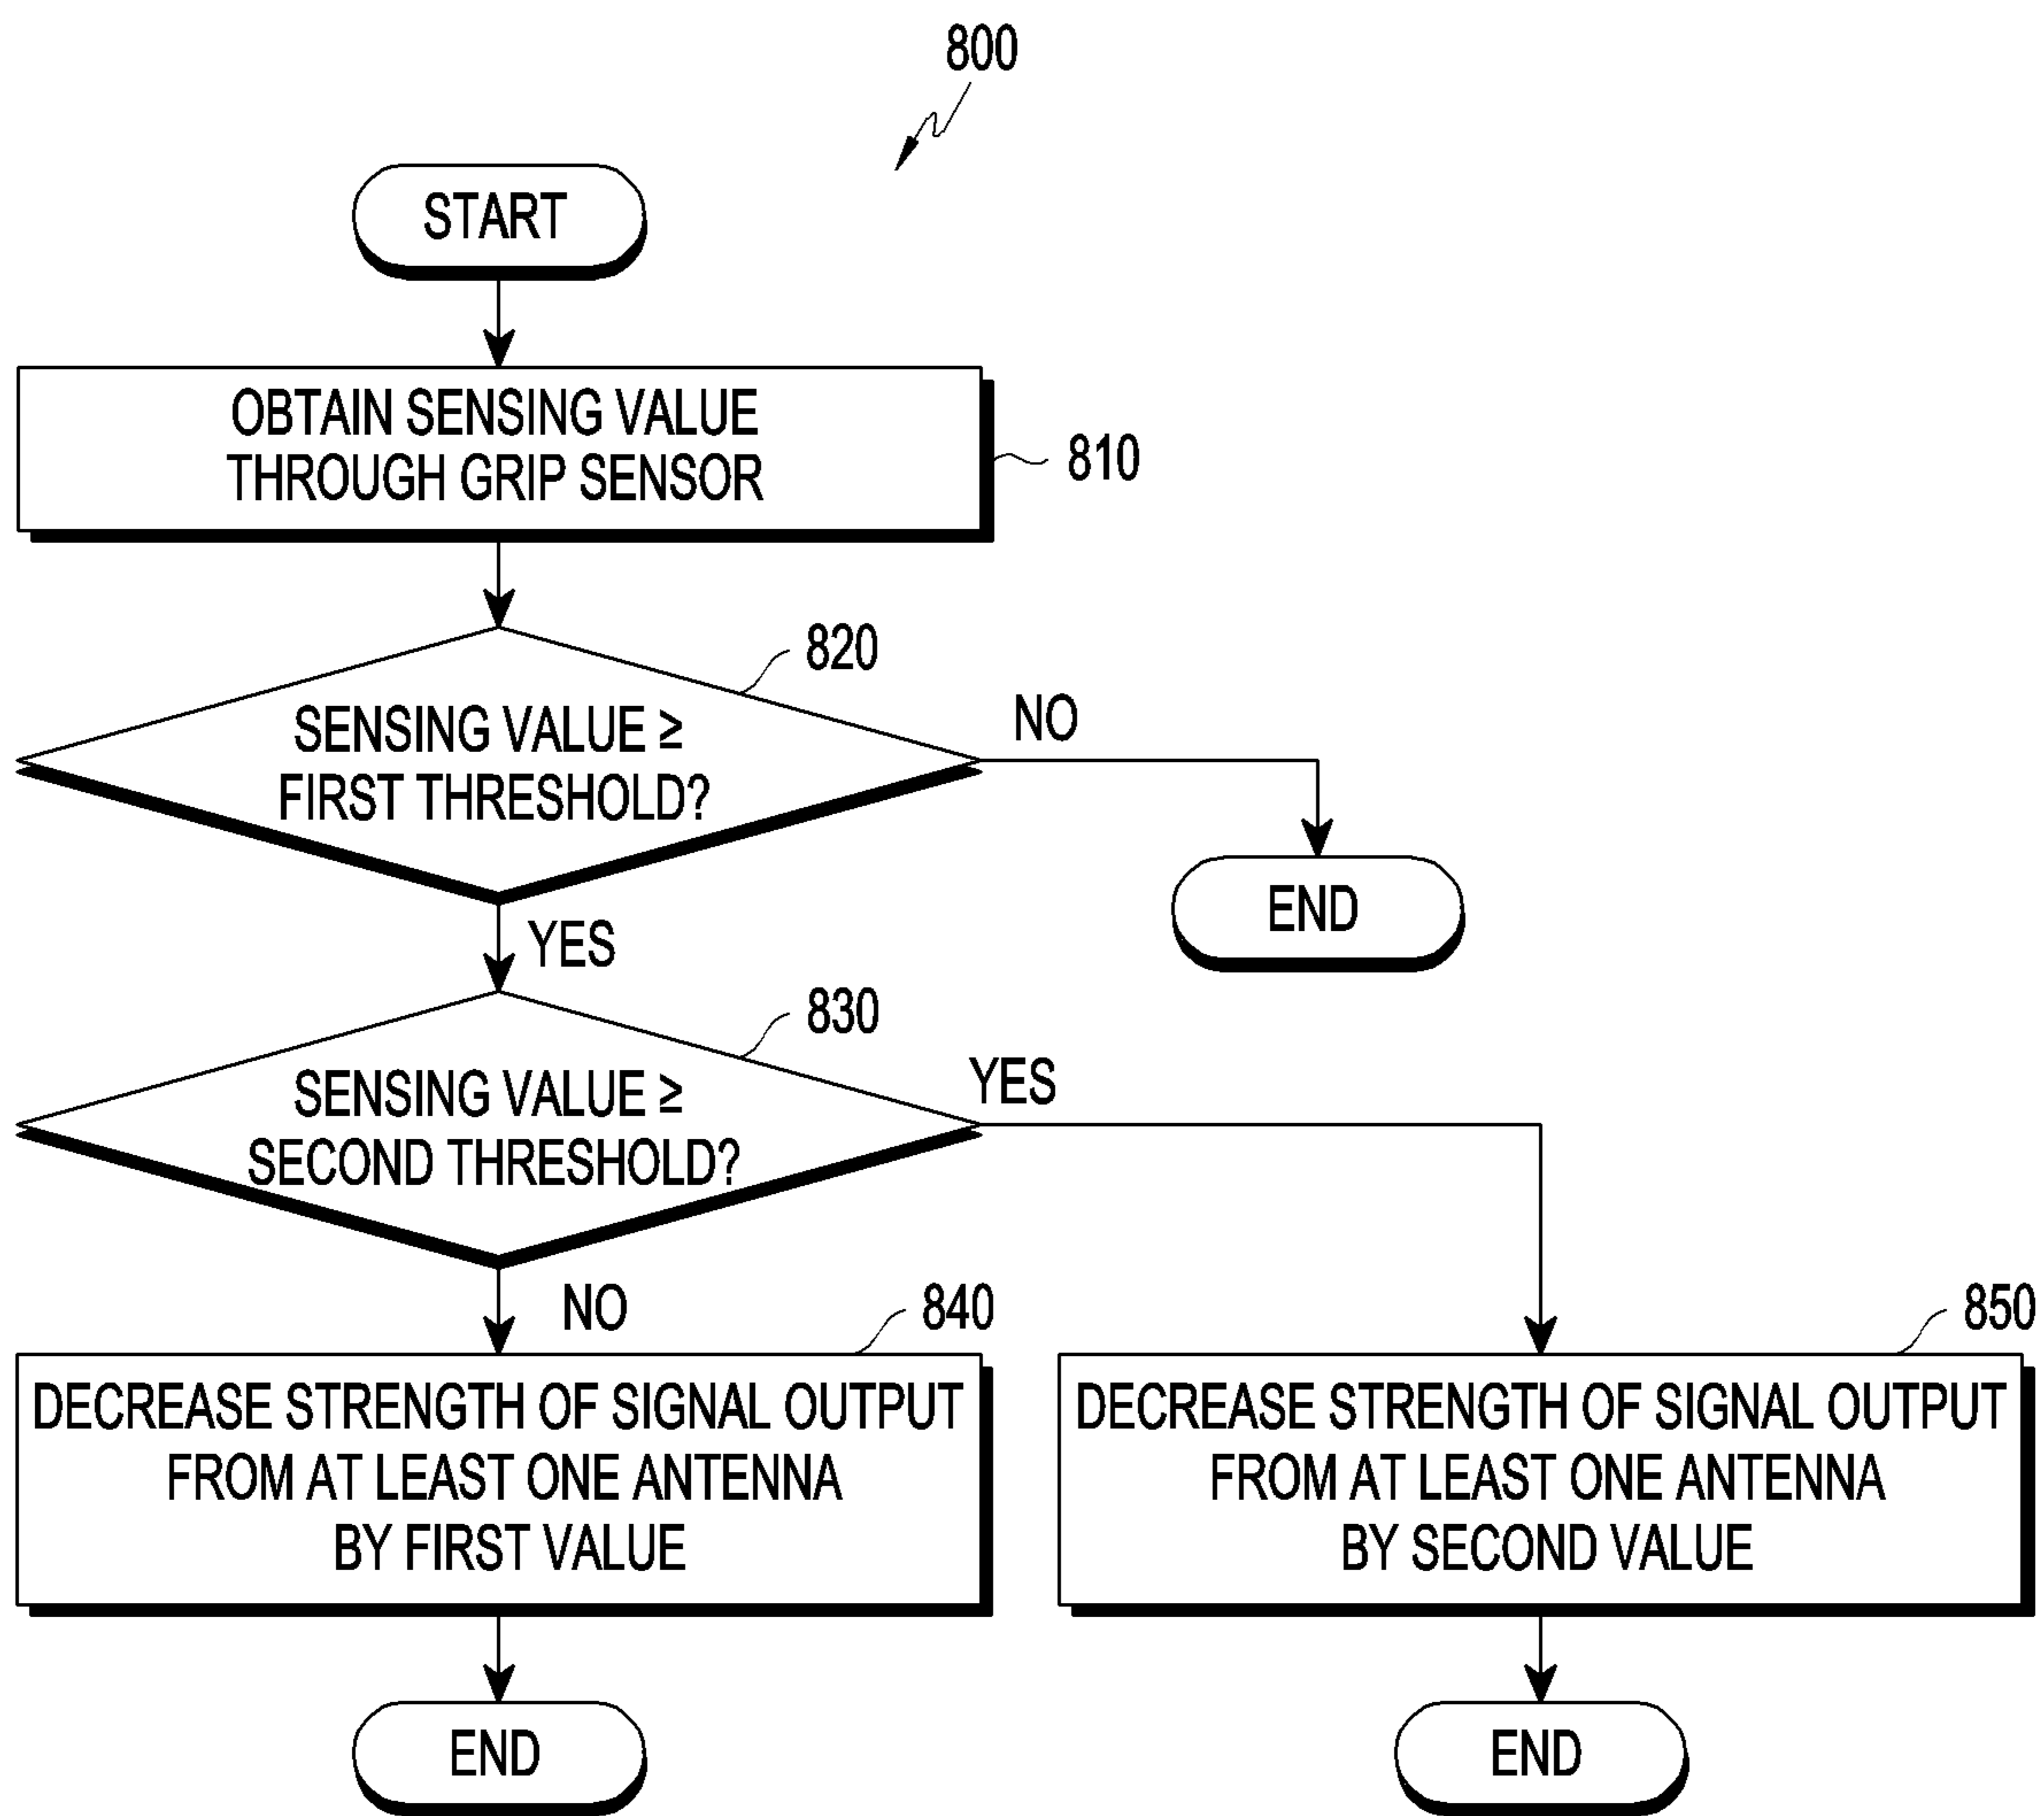 800
START
OBTAIN SENSING VALUE
THROUGH GRIP SENSOR
810
820
SENSING VALUE ≥
FIRST THRESHOLD?
NO
END
YES
830
SENSING VALUE ≥
SECOND THRESHOLD?
YES
NO
840
DECREASE STRENGTH OF SIGNAL OUTPUT
FROM AT LEAST ONE ANTENNA
BY FIRST VALUE
850
DECREASE STRENGTH OF SIGNAL OUTPUT
FROM AT LEAST ONE ANTENNA
BY SECOND VALUE
END
END